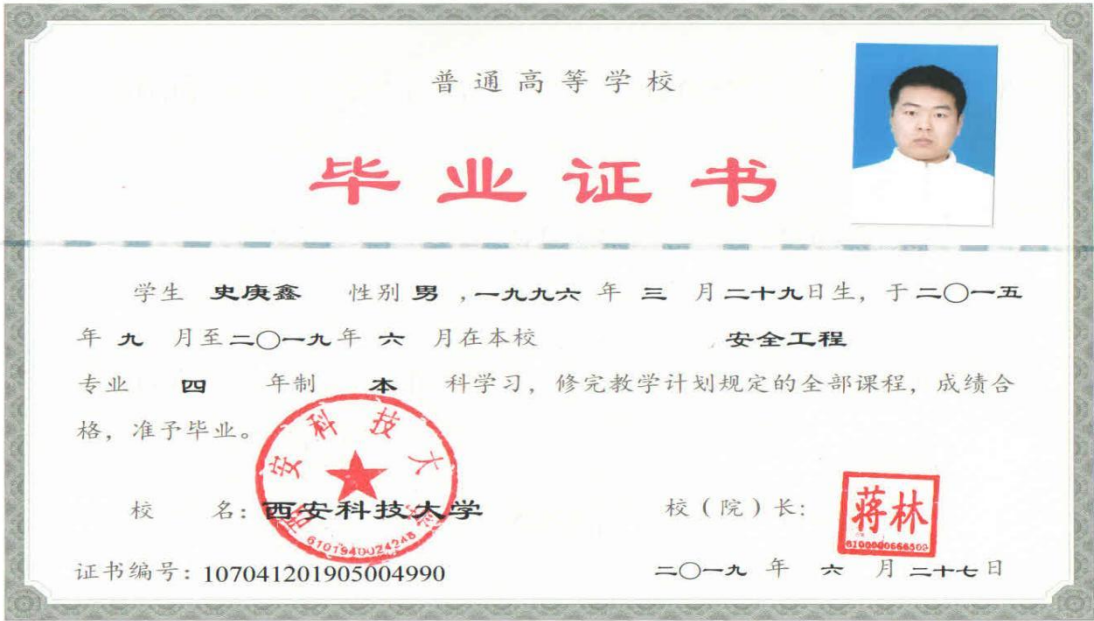 普通高等学校
毕业证书
学生 史庚鑫 性别 男 ,一九九六 年 三 月二十九日生，于二〇一五
年 九 月至二〇一九年 六 月在本校 安全工程
专业 四 年制 本 科学习，修完教学计划规定的全部课程，成绩合
格，准予毕业。
西安科技大学
6101940024248
校 名：西安科技大学 校（院）长：
蒋林
证书编号：107041201905004990 二〇一九 年 六 月 二十七日